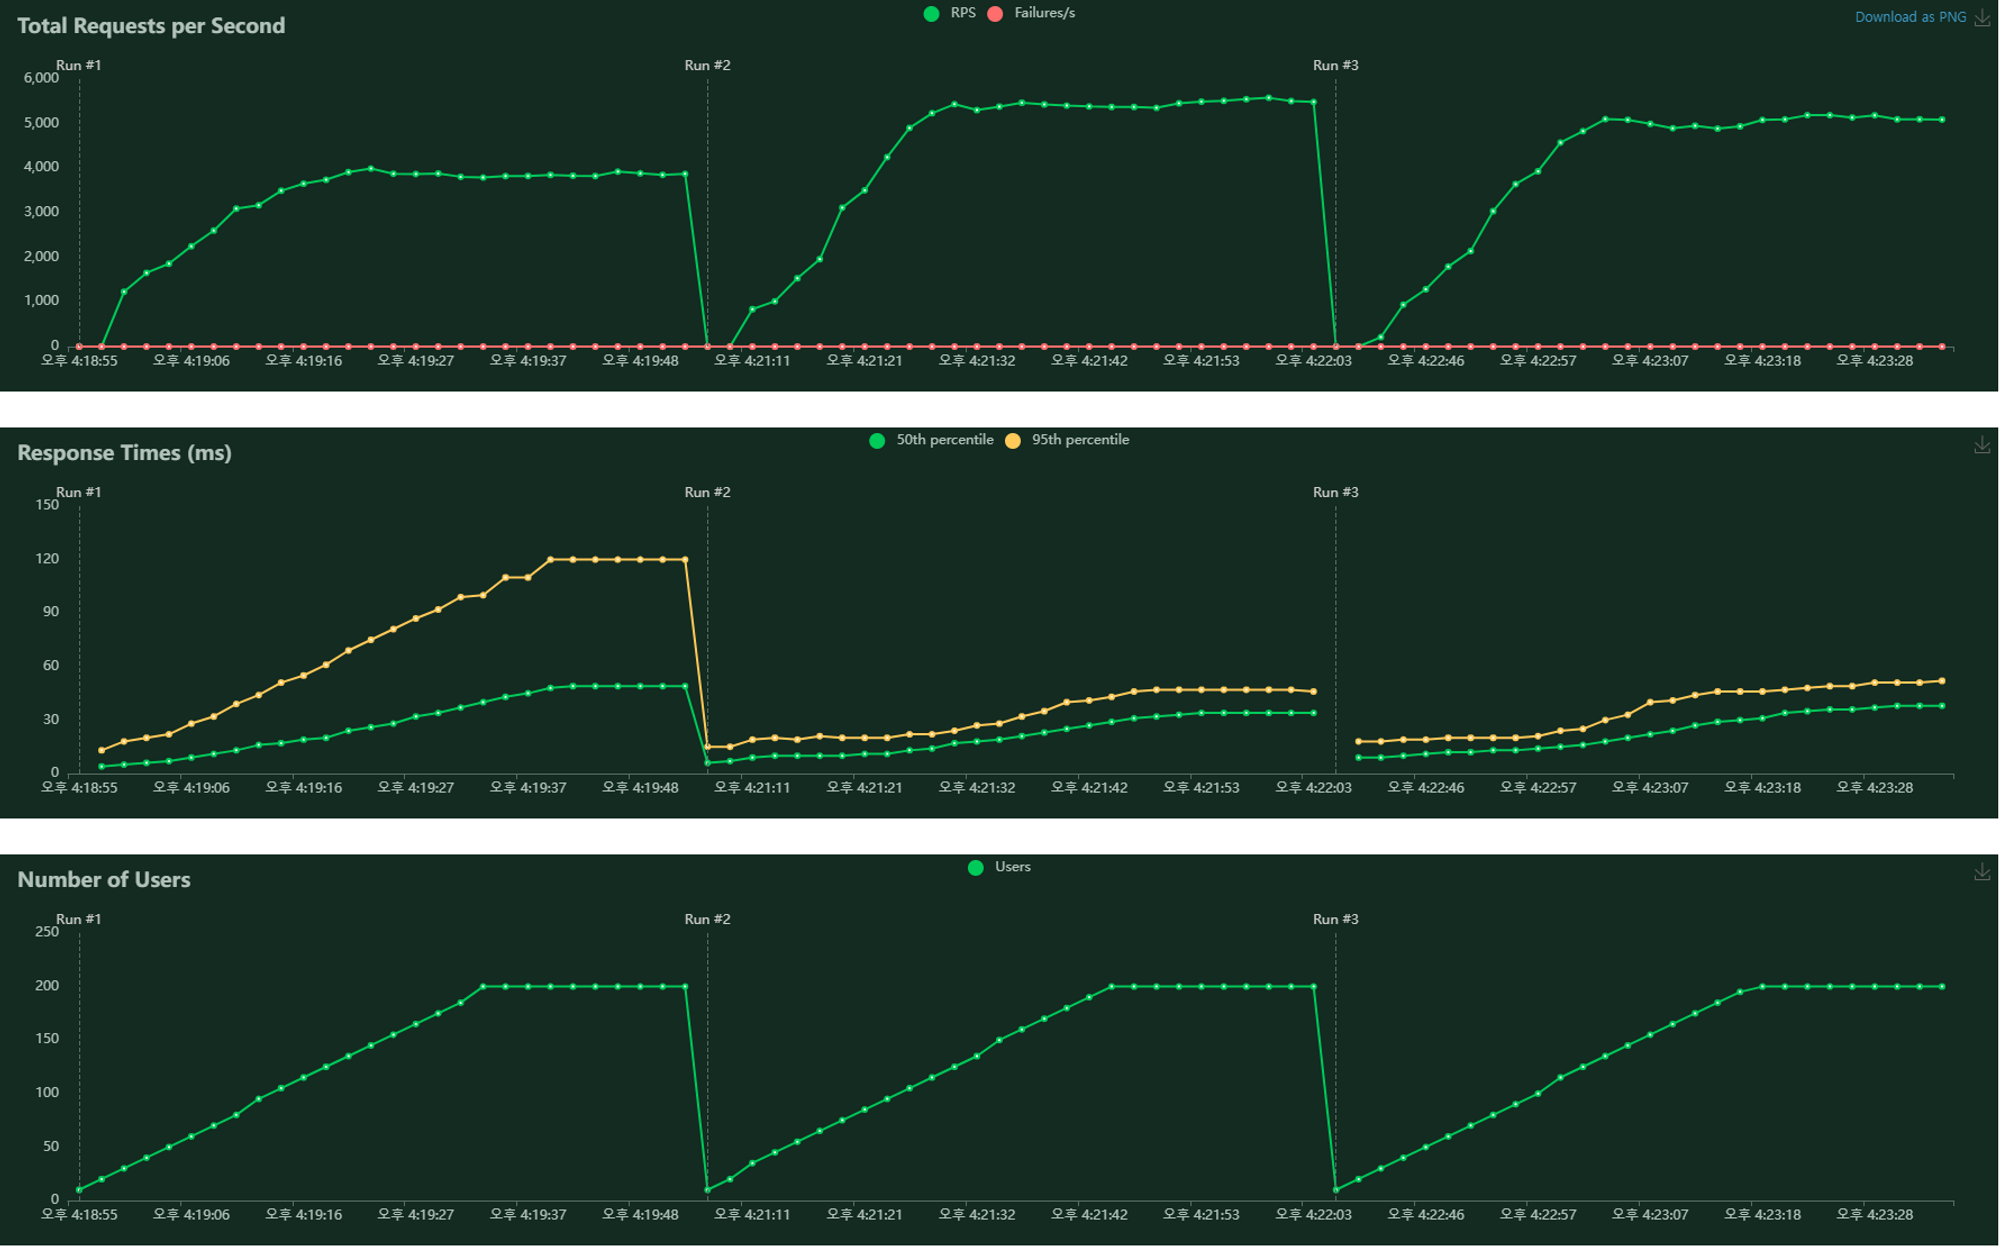 Total Requests per Second
RPS Failures/s
Download as PNG
Run #1 Run #2 Run #3
6,000
5,000
4,000
3,000
2,000
1,000
0
오후 4:18:55 오후 4:19:06 오후 4:19:16 오후 4:19:27 오후 4:19:37 오후 4:19:48 오후 4:21:11 오후 4:21:21 오후 4:21:32 오후 4:21:42 오후 4:21:53 오후 4:22:03 오후 4:22:46 오후 4:22:57 오후 4:23:07 오후 4:23:18 오후 4:23:28
Response Times (ms)
50th percentile 95th percentile
Run #1 Run #2 Run #3
150
120
90
60
30
0
오후 4:18:55 오후 4:19:06 오후 4:19:16 오후 4:19:27 오후 4:19:37 오후 4:19:48 오후 4:21:11 오후 4:21:21 오후 4:21:32 오후 4:21:42 오후 4:21:53 오후 4:22:03 오후 4:22:46 오후 4:22:57 오후 4:23:07 오후 4:23:18 오후 4:23:28
Number of Users
Users
Run #1 Run #2 Run #3
250
200
150
100
50
0
오후 4:18:55 오후 4:19:06 오후 4:19:16 오후 4:19:27 오후 4:19:37 오후 4:19:48 오후 4:21:11 오후 4:21:21 오후 4:21:32 오후 4:21:42 오후 4:21:53 오후 4:22:03 오후 4:22:46 오후 4:22:57 오후 4:23:07 오후 4:23:18 오후 4:23:28